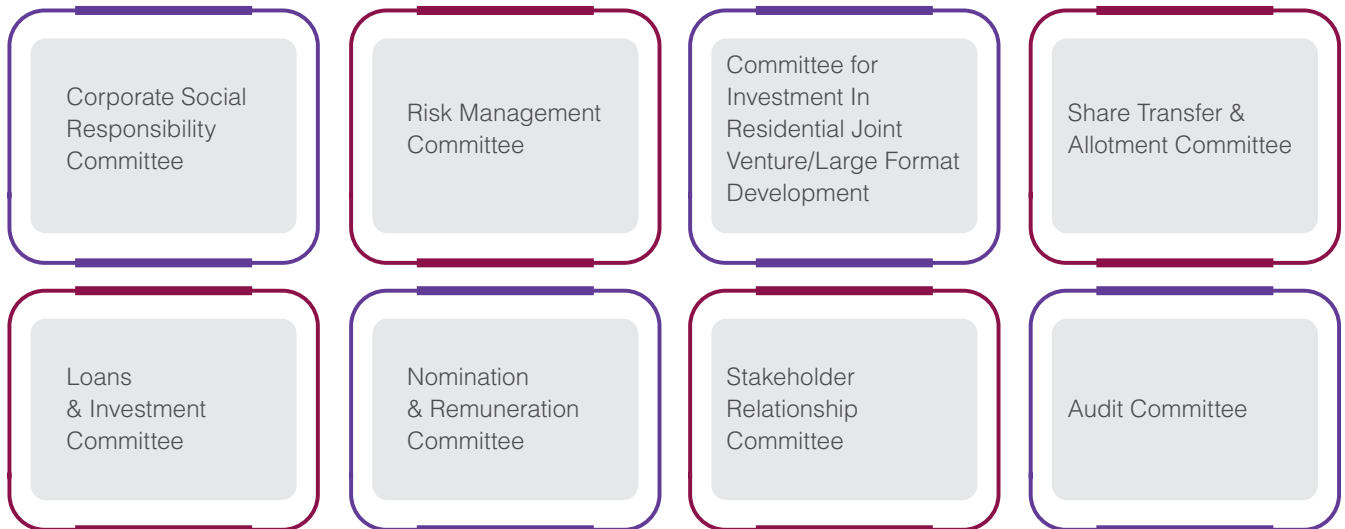 Corporate Social
Responsibility
Committee
Risk Management
Committee
Committee for
Investment In
Residential Joint
Venture/Large Format
Development
Share Transfer &
Allotment Committee
Loans
& Investment
Committee
Nomination
& Remuneration
Committee
Stakeholder
Relationship
Committee
Audit Committee